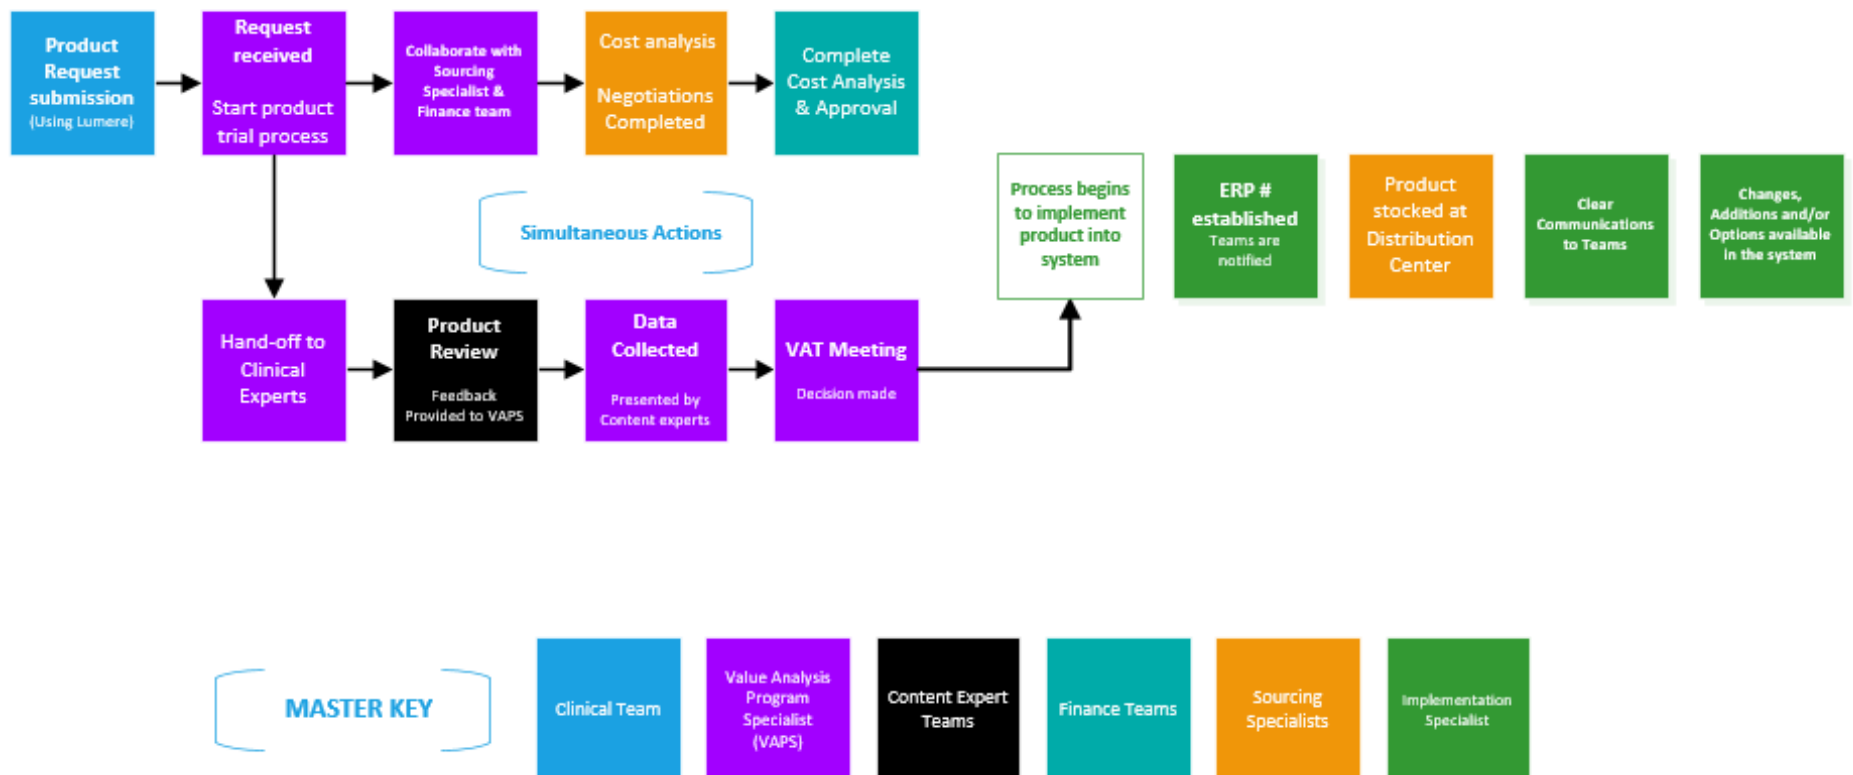 Product
Request
submission
(Using Lumere)
Request
received
Start product
trial process
Collaborate with
Sourcing
Specialist &
Finance team
Cost analysis
Negotiations
Completed
Complete
Cost Analysis
& Approval
Simultaneous Actions
Hand-off to
Clinical
Experts
Product
Review
Feedback
Provided to VAPS
Data
Collected
Presented by
Content experts
VAT Meeting
Decision made
Process begins
to implement
product into
system
ERP #
established
Teams are
notified
Product
stocked at
Distribution
Center
Clear
Communications
to Teams
Changes,
Additions and/or
Options available
in the system
MASTER KEY
Clinical Team
Value Analysis
Program
Specialist
(VAPS)
Content Expert
Teams
Finance Teams
Sourcing
Specialists
Implementation
Specialist